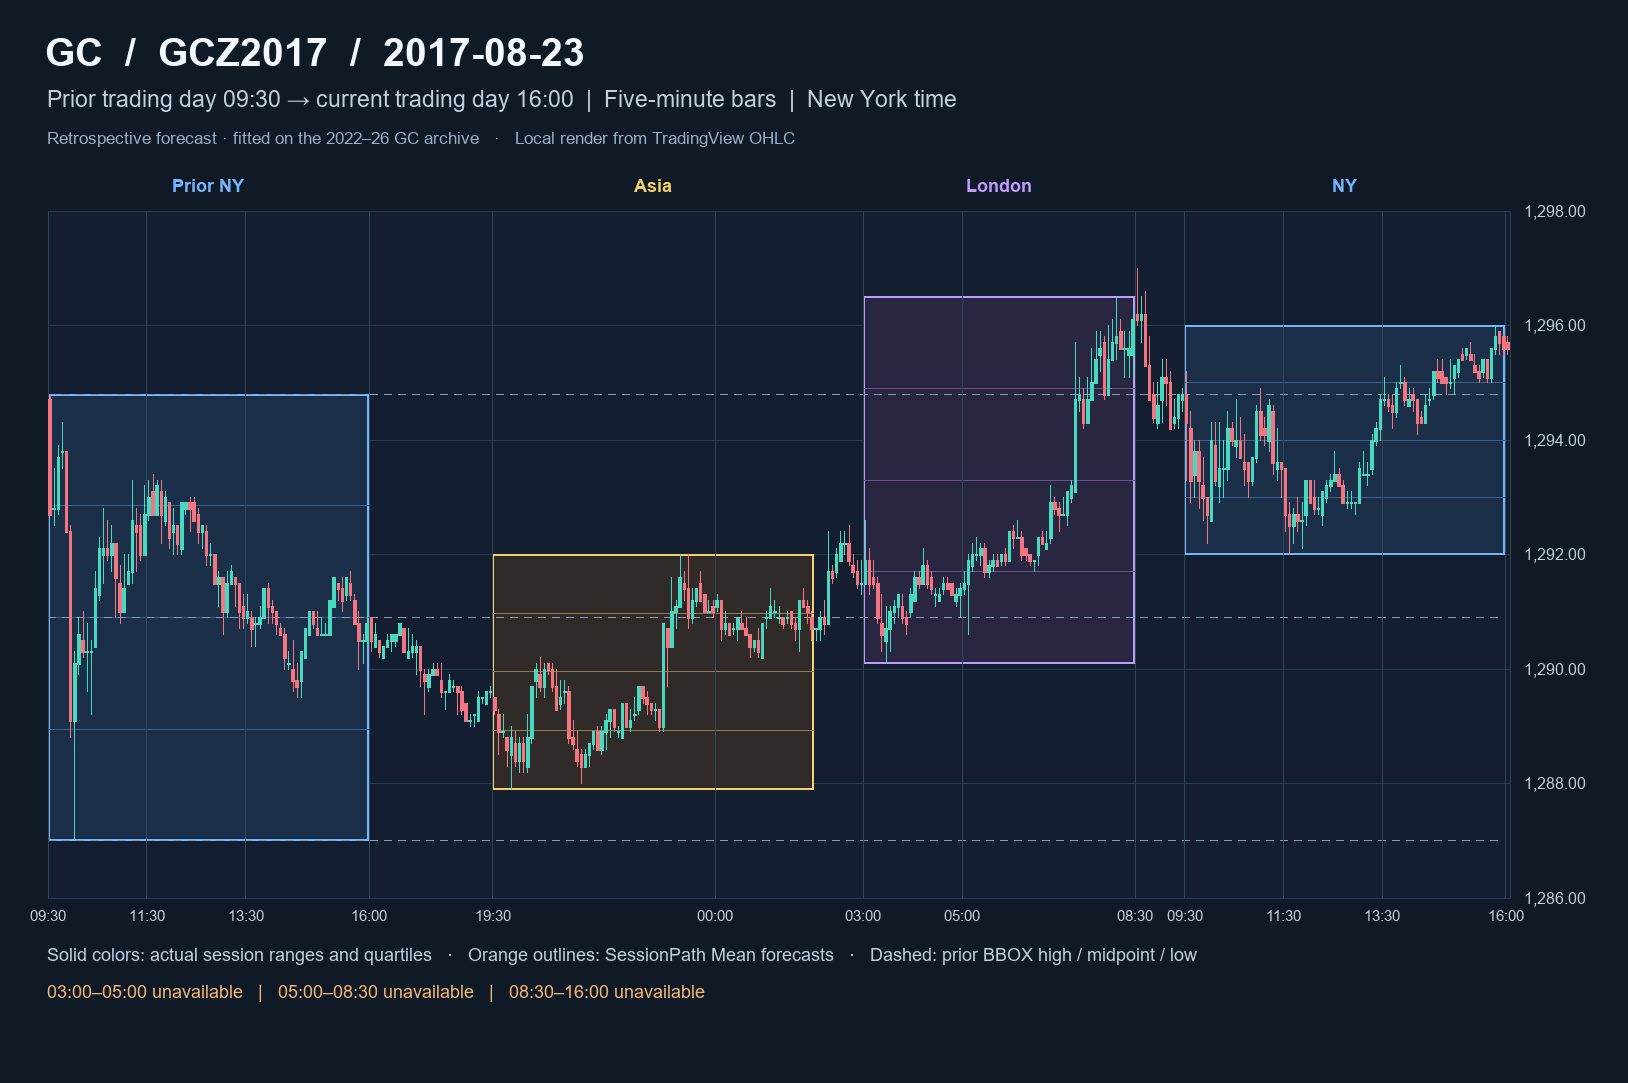 GC / GCZ2017 / 2017-08-23
Prior trading day 09:30 → current trading day 16:00 | Five-minute bars | New York time
Retrospective forecast · fitted on the 2022–26 GC archive · Local render from TradingView OHLC
Prior NY Asia London NY
1,298.00
1,296.00
1,294.00
1,292.00
1,290.00
1,288.00
1,286.00
09:30 11:30 13:30 16:00 19:30 00:00 03:00 05:00 08:30 09:30 11:30 13:30 16:00
Solid colors: actual session ranges and quartiles · Orange outlines: SessionPath Mean forecasts · Dashed: prior BBOX high / midpoint / low
03:00–05:00 unavailable | 05:00–08:30 unavailable | 08:30–16:00 unavailable